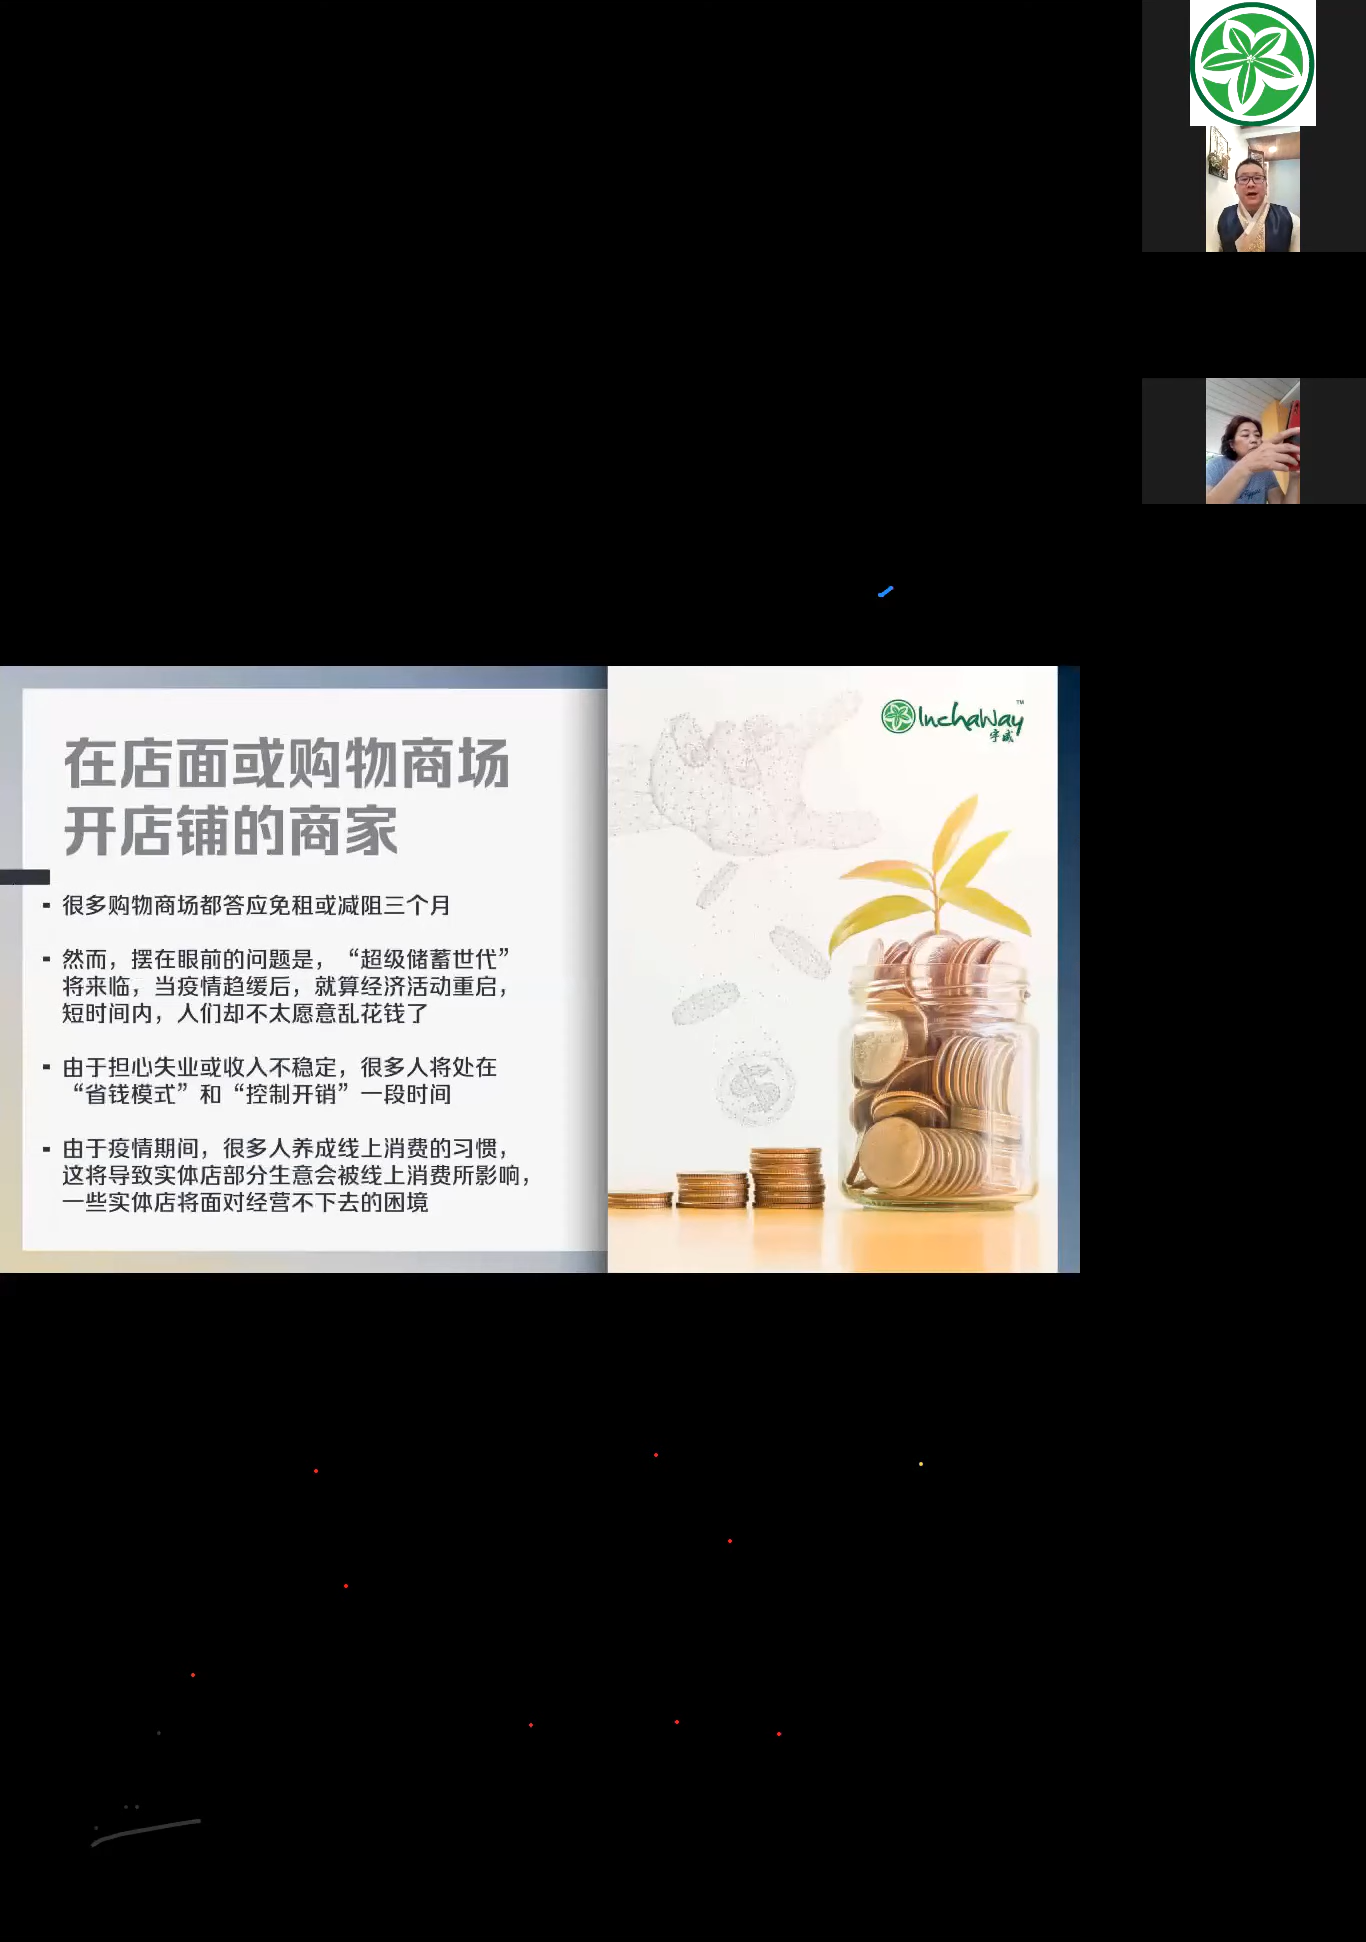 InchaWay™
宇威
在店面或购物商场
开店铺的商家
▪ 很多购物商场都答应免租或减阻三个月
▪ 然而，摆在眼前的问题是，“超级储蓄世代”
将来临，当疫情趋缓后，就算经济活动重启，
短时间内，人们却不太愿意乱花钱了
▪ 由于担心失业或收入不稳定，很多人将处在
“省钱模式”和“控制开销”一段时间
▪ 由于疫情期间，很多人养成线上消费的习惯，
这将导致实体店部分生意会被线上消费所影响，
一些实体店将面对经营不下去的困境